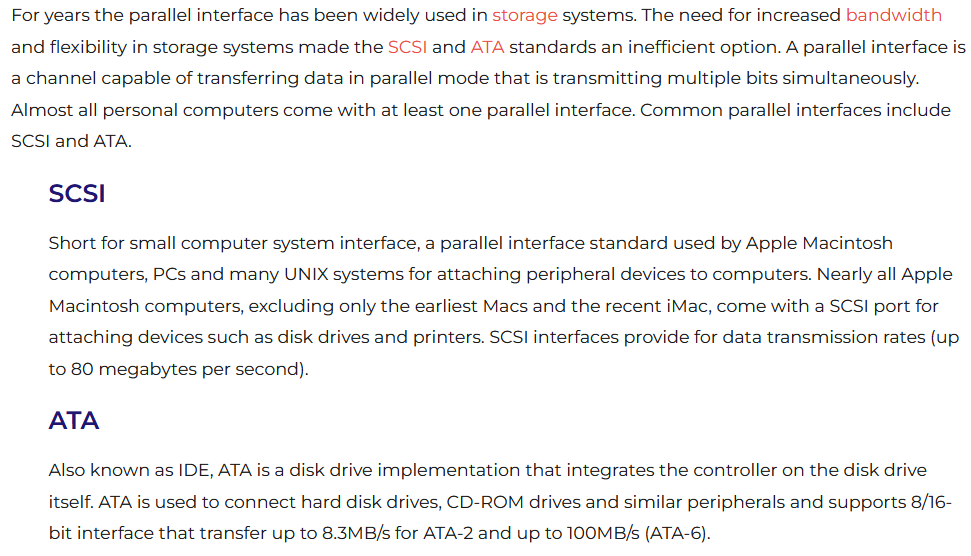 For years the parallel interface has been widely used in storage systems. The need for increased bandwidth
and flexibility in storage systems made the SCSI and ATA standards an inefficient option. A parallel interface is
a channel capable of transferring data in parallel mode that is transmitting multiple bits simultaneously.
Almost all personal computers come with at least one parallel interface. Common parallel interfaces include
SCSI and ATA.
SCSI
Short for small computer system interface, a parallel interface standard used by Apple Macintosh
computers, PCs and many UNIX systems for attaching peripheral devices to computers. Nearly all Apple
Macintosh computers, excluding only the earliest Macs and the recent iMac, come with a SCSI port for
attaching devices such as disk drives and printers. SCSI interfaces provide for data transmission rates (up
to 80 megabytes per second).
ATA
Also known as IDE, ATA is a disk drive implementation that integrates the controller on the disk drive
itself. ATA is used to connect hard disk drives, CD-ROM drives and similar peripherals and supports 8/16-
bit interface that transfer up to 8.3MB/s for ATA-2 and up to 100MB/s (ATA-6).